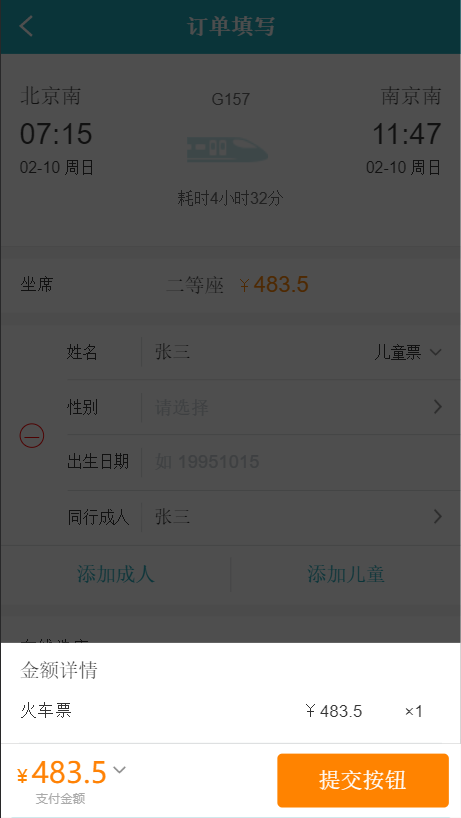 订单填写
北京南 G157 南京南
07:15 11:47
02-10 周日 02-10 周日
耗时4小时32分
坐席 二等座 ￥483.5
姓名 张三 儿童票
性别 请选择
出生日期 如 19951015
同行成人 张三
添加成人 添加儿童
金额详情
火车票 ￥483.5 ×1
￥483.5 提交按钮
支付金额